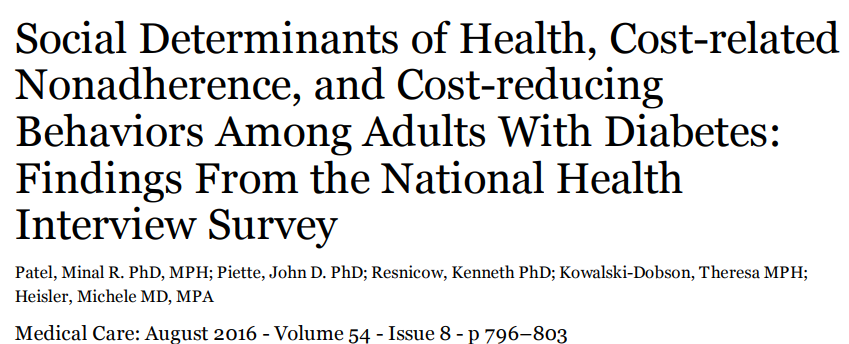 Social Determinants of Health, Cost-related
Nonadherence, and Cost-reducing
Behaviors Among Adults With Diabetes:
Findings From the National Health
Interview Survey
Patel, Minal R. PhD, MPH; Piette, John D. PhD; Resnicow, Kenneth PhD; Kowalski-Dobson, Theresa MPH;
Heisler, Michele MD, MPA
Medical Care: August 2016 - Volume 54 - Issue 8 - p 796–803